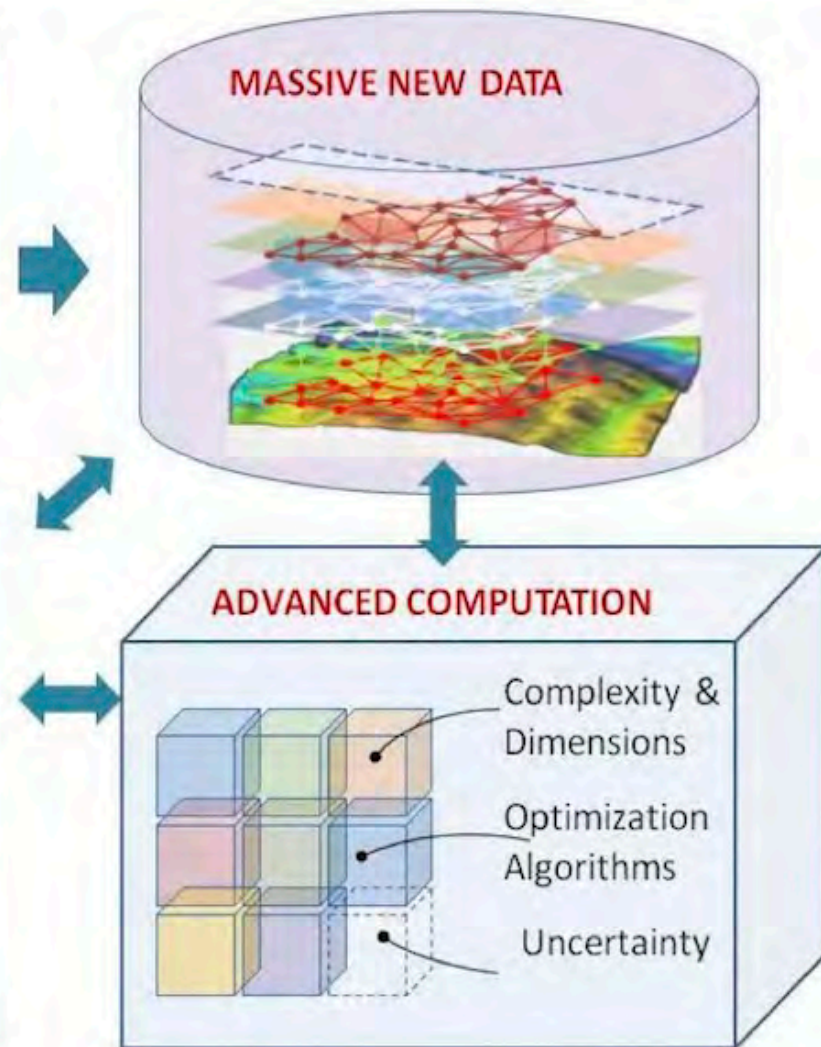 MASSIVE NEW DATA
ADVANCED COMPUTATION
Complexity &
Dimensions
Optimization
Algorithms
Uncertainty